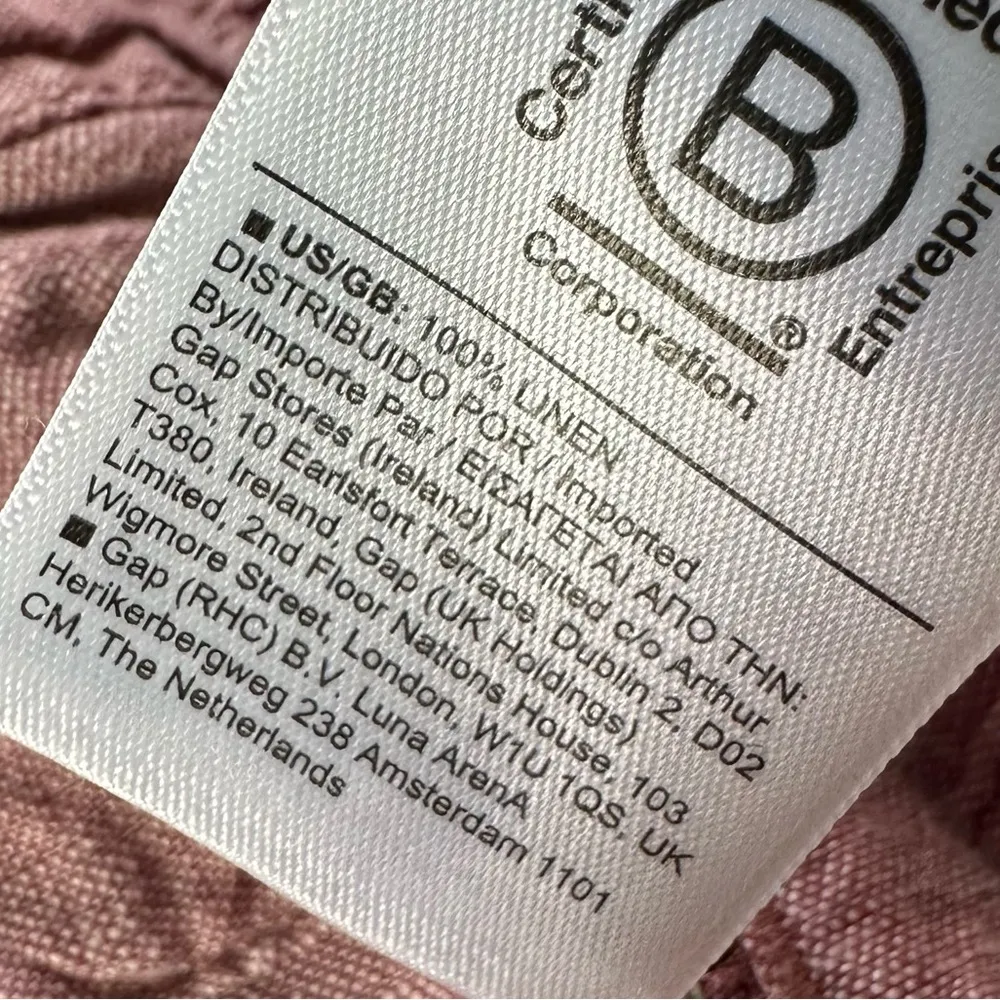 B
®
Corporation
■ US/GB: 100% LINEN
DISTRIBUIDO POR / Imported
By/Importe Par / ΕΙΣΑΓΕΤΑΙ ΑΠΟ ΤΗΝ:
Gap Stores (Ireland) Limited c/o Arthur
Cox, 10 Earlsfort Terrace, Dublin 2, D02
T380, Ireland, Gap (UK Holdings)
Limited, 2nd Floor Nations House, 103
Wigmore Street, London, W1U 1QS, UK
■ Gap (RHC) B.V. Luna ArenA
Herikerbergweg 238 Amsterdam 1101
CM, The Netherlands